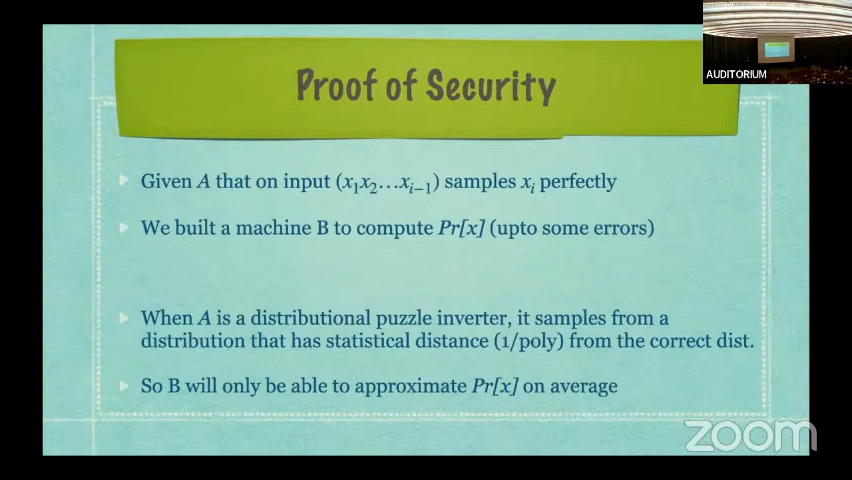 AUDITORIUM
Proof of Security
Given A that on input (x₁x₂…xᵢ₋₁) samples xᵢ perfectly
We built a machine B to compute Pr[x] (upto some errors)
When A is a distributional puzzle inverter, it samples from a
distribution that has statistical distance (1/poly) from the correct dist.
So B will only be able to approximate Pr[x] on average
zoom